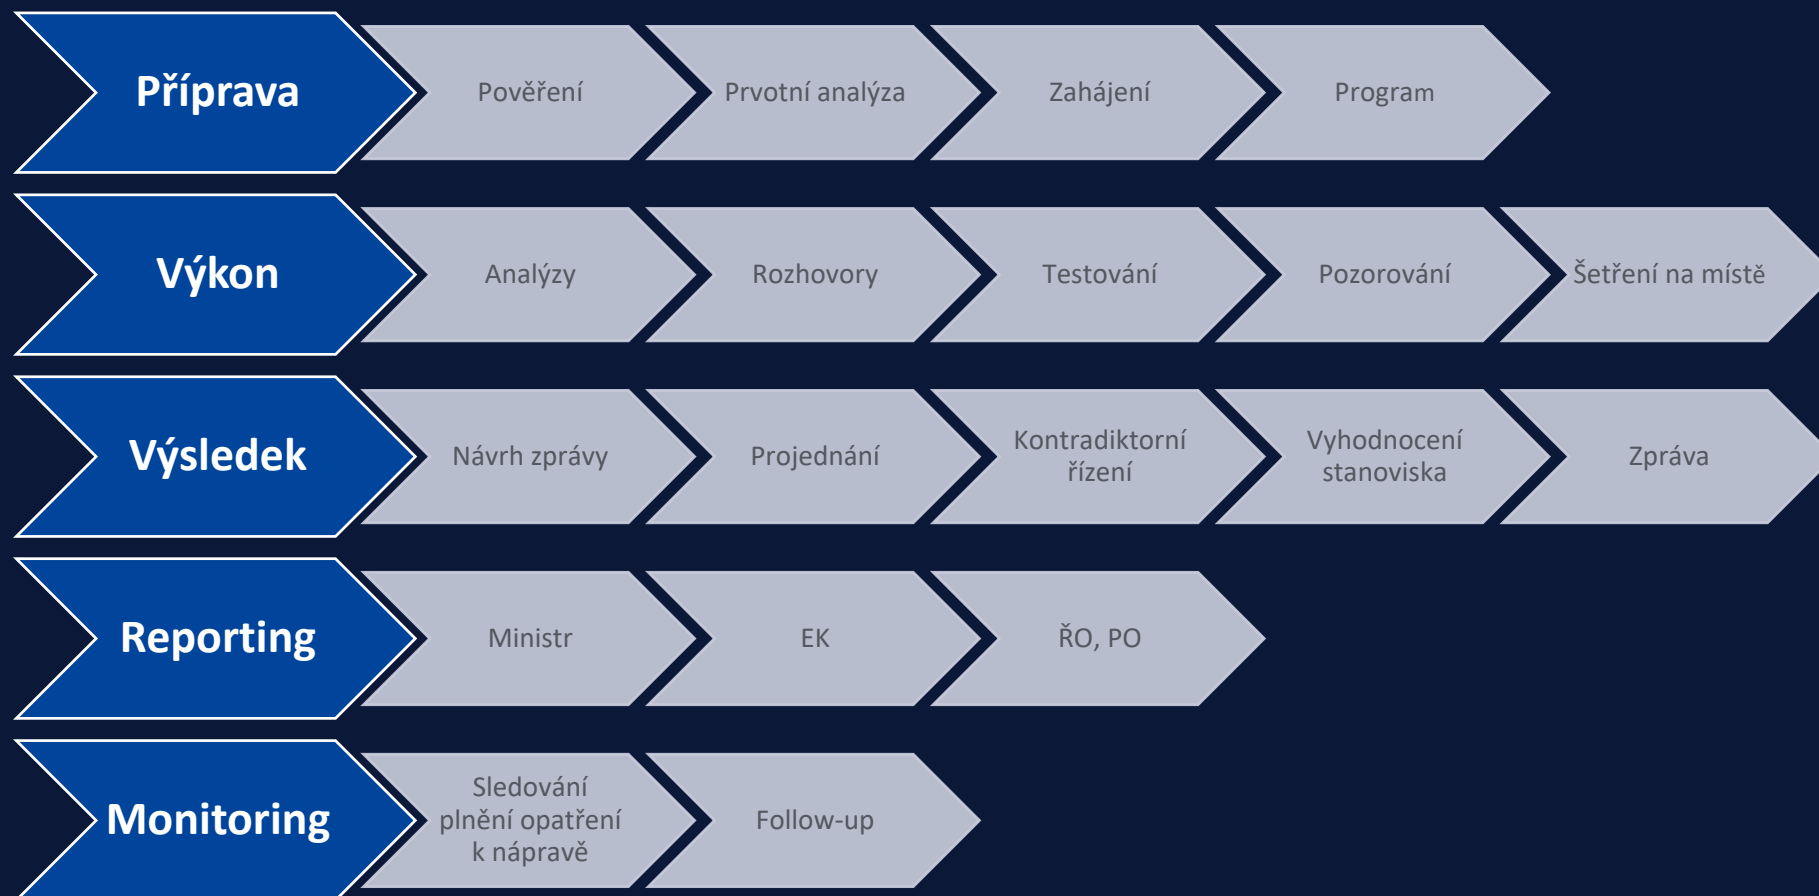 Příprava
Pověření
Prvotní analýza
Zahájení
Program
Výkon
Analýzy
Rozhovory
Testování
Pozorování
Šetření na místě
Výsledek
Návrh zprávy
Projednání
Kontradiktorní
řízení
Vyhodnocení
stanoviska
Zpráva
Reporting
Ministr
EK
ŘO, PO
Monitoring
Sledování
plnění opatření
k nápravě
Follow-up